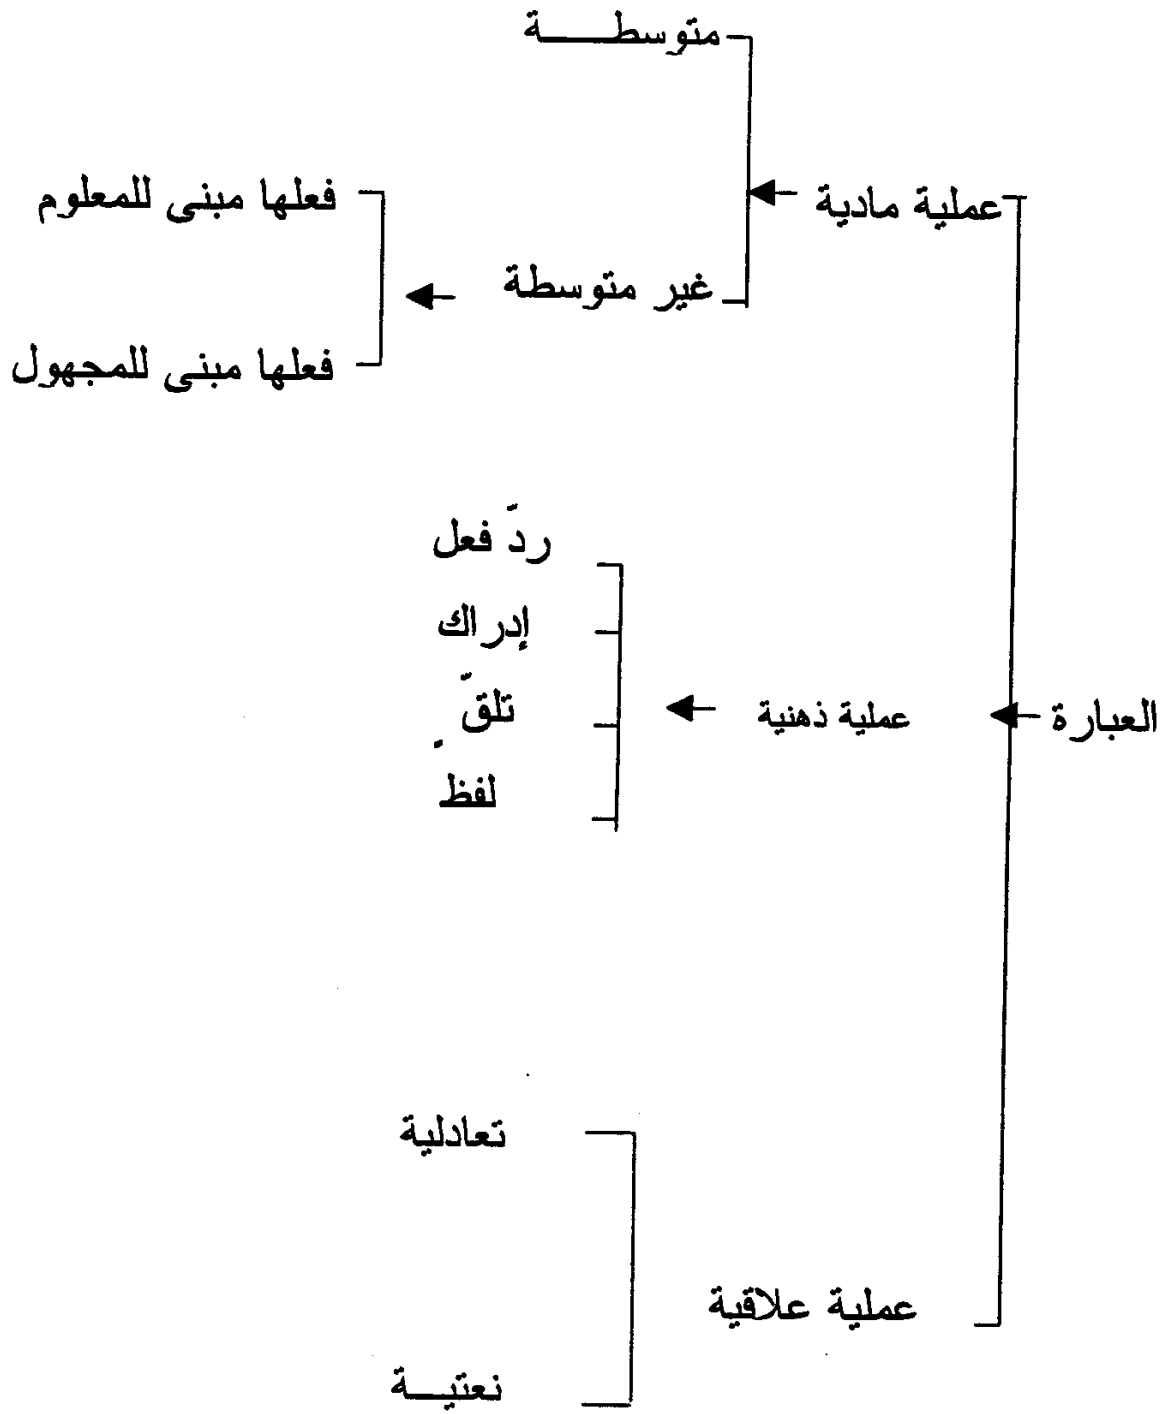 متوسطـــــة
فعلها مبنى للمعلوم
عملية مادية
غير متوسطة
فعلها مبنى للمجهول
ردّ فعل
إدراك
تلقّ
عملية ذهنية
العبارة
لفظ
تعادلية
عملية علاقية
نعتيـــة